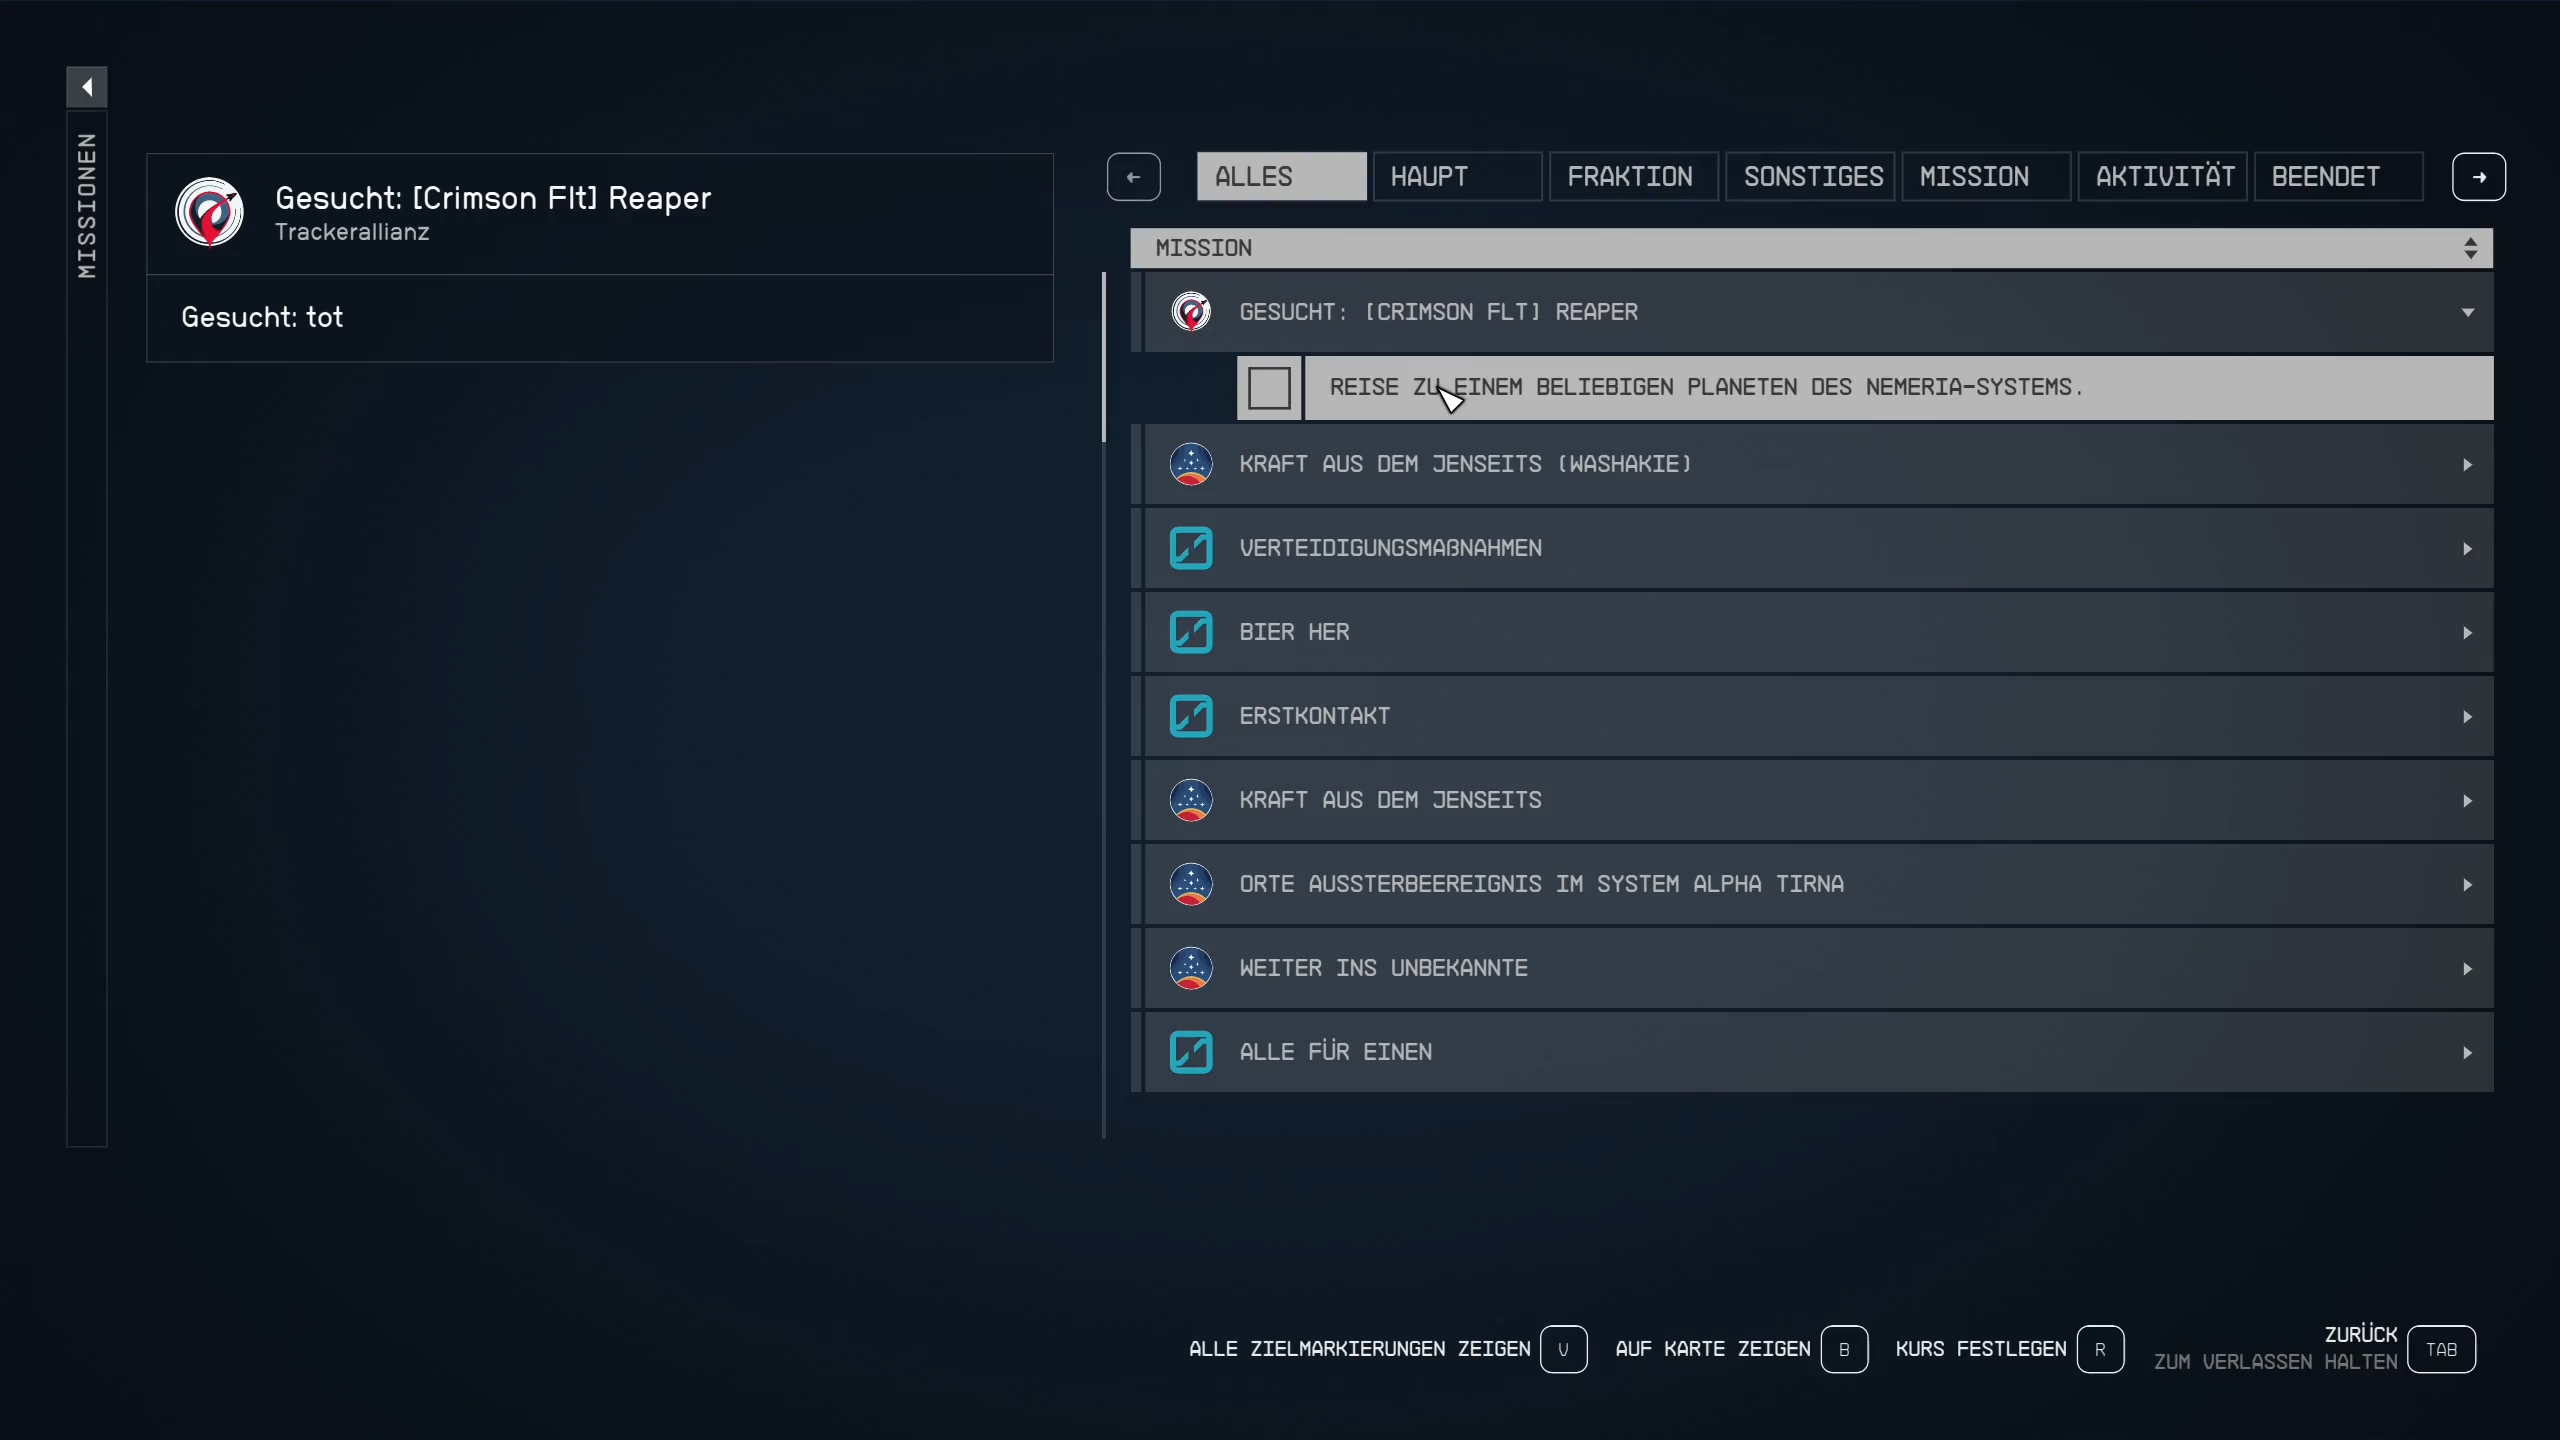 MISSIONEN
Gesucht: [Crimson Flt] Reaper
Trackerallianz
Gesucht: tot
ALLES
HAUPT
FRAKTION
SONSTIGES
MISSION
AKTIVITÄT
BEENDET
MISSION
GESUCHT: [CRIMSON FLT] REAPER
REISE ZU EINEM BELIEBIGEN PLANETEN DES NEMERIA-SYSTEMS.
KRAFT AUS DEM JENSEITS (WASHAKIE)
VERTEIDIGUNGSMAßNAHMEN
BIER HER
ERSTKONTAKT
KRAFT AUS DEM JENSEITS
ORTE AUSSTERBEEREIGNIS IM SYSTEM ALPHA TIRNA
WEITER INS UNBEKANNTE
ALLE FÜR EINEN
ALLE ZIELMARKIERUNGEN ZEIGEN V
AUF KARTE ZEIGEN B
KURS FESTLEGEN R
ZURÜCK
ZUM VERLASSEN HALTEN TAB